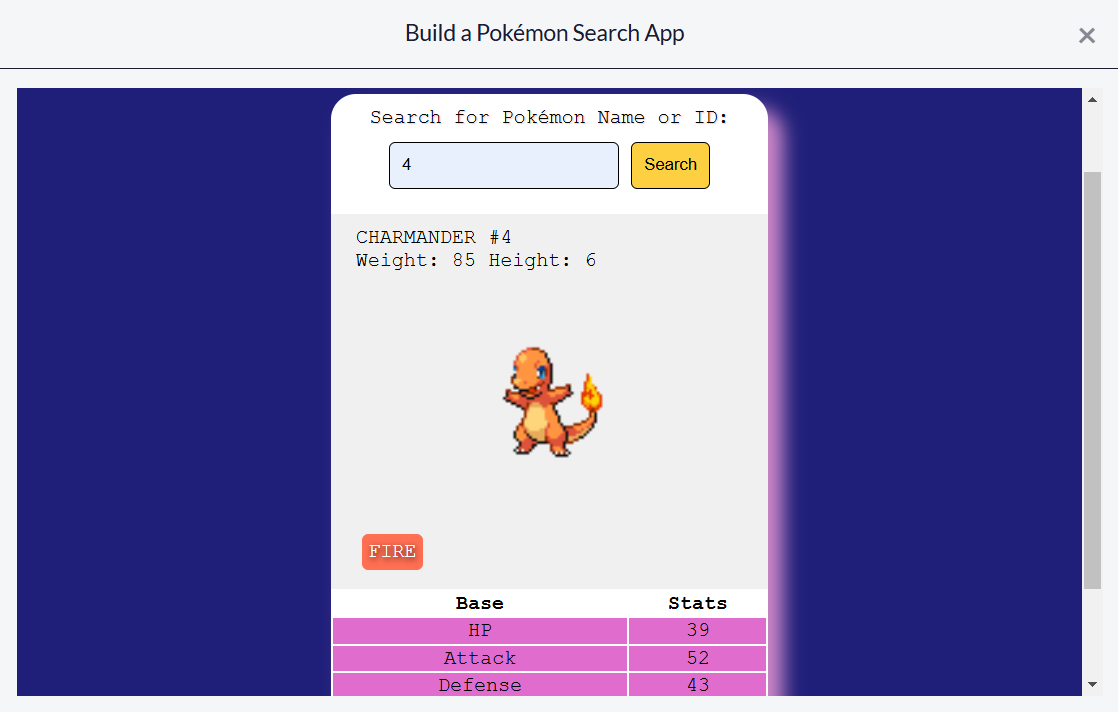 Build a Pokémon Search App
×
Search for Pokémon Name or ID:
4 Search
CHARMANDER #4
Weight: 85 Height: 6
FIRE
Base Stats
HP 39
Attack 52
Defense 43